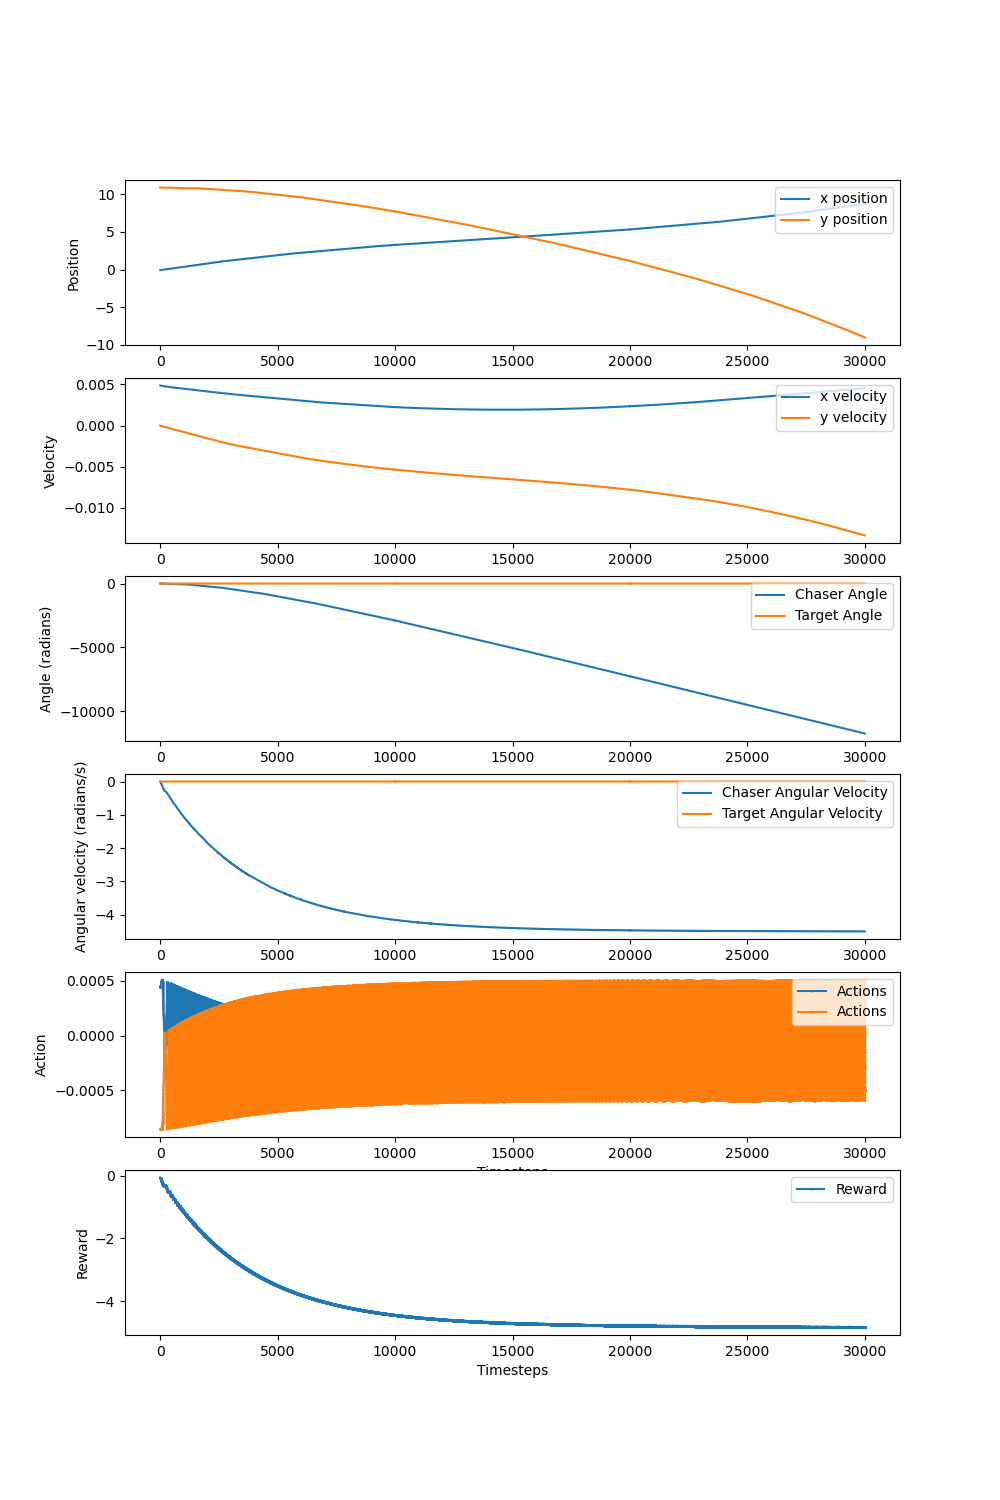 Position
10
5
0
−5
−10
x position
y position
0 5000 10000 15000 20000 25000 30000
Velocity
0.005
0.000
−0.005
−0.010
x velocity
y velocity
0 5000 10000 15000 20000 25000 30000
Angle (radians)
0
−5000
−10000
Chaser Angle
Target Angle
0 5000 10000 15000 20000 25000 30000
Angular velocity (radians/s)
0
−1
−2
−3
−4
Chaser Angular Velocity
Target Angular Velocity
0 5000 10000 15000 20000 25000 30000
Action
0.0005
0.0000
−0.0005
Actions
Actions
0 5000 10000 15000 20000 25000 30000
Timesteps
Reward
0
−2
−4
Reward
0 5000 10000 15000 20000 25000 30000
Timesteps